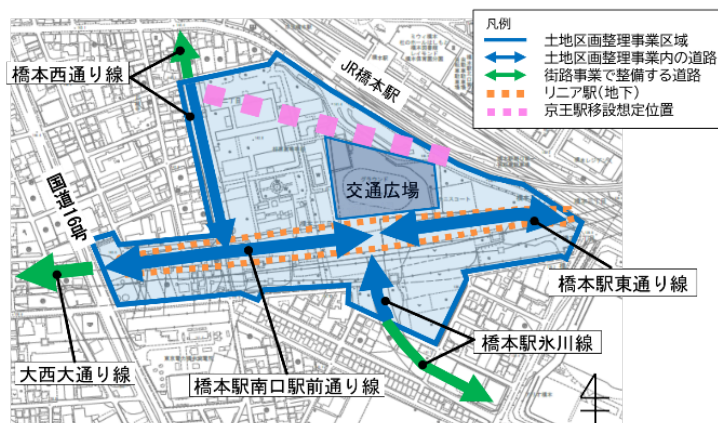 凡例
土地区画整理事業区域
土地区画整理事業内の道路
街路事業で整備する道路
リニア駅(地下)
京王駅移設想定位置
橋本西通り線
JR橋本駅
交通広場
国道16号
橋本駅東通り線
橋本駅氷川線
大西大通り線
橋本駅南口駅前通り線